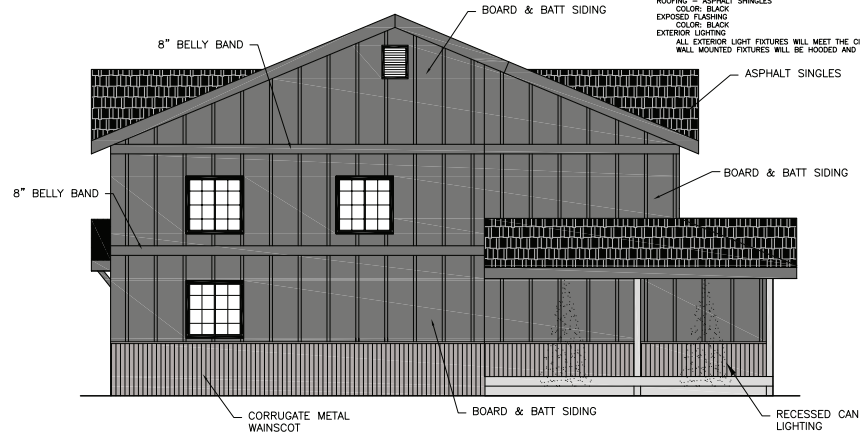 BOARD & BATT SIDING
ROOFING - ASPHALT SHINGLES
COLOR: BLACK
EXPOSED FLASHING
COLOR: BLACK
EXTERIOR LIGHTING
ALL EXTERIOR LIGHT FIXTURES WILL MEET THE
WALL MOUNTED FIXTURES WILL BE HOODED AND
8" BELLY BAND
ASPHALT SINGLES
BOARD & BATT SIDING
8" BELLY BAND
CORRUGATE METAL
WAINSCOT
BOARD & BATT SIDING
RECESSED CAN
LIGHTING